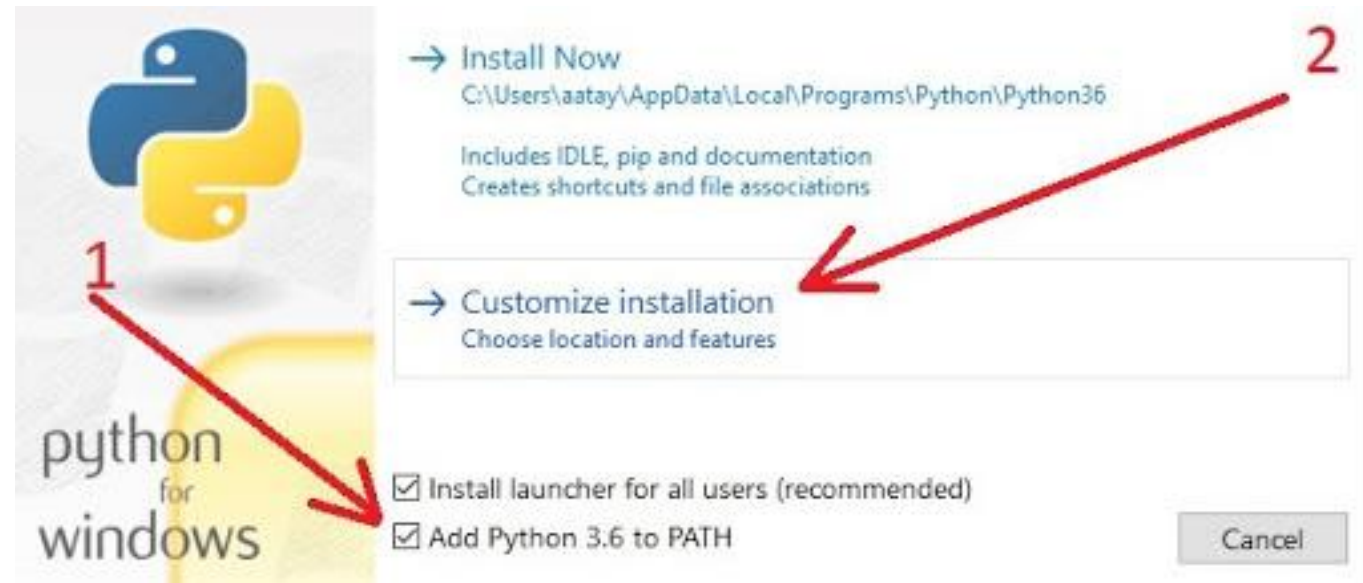 Install Now
C:\Users\aatay\AppData\Local\Programs\Python\Python36
Includes IDLE, pip and documentation
Creates shortcuts and file associations
2
1
Customize installation
Choose location and features
python
for
windows
Install launcher for all users (recommended)
Add Python 3.6 to PATH
Cancel